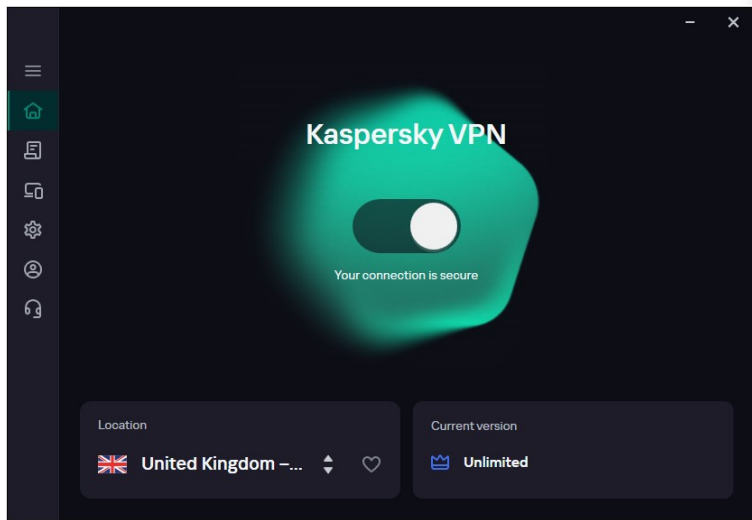 Kaspersky VPN
Your connection is secure
Location
United Kingdom –...
Current version
Unlimited